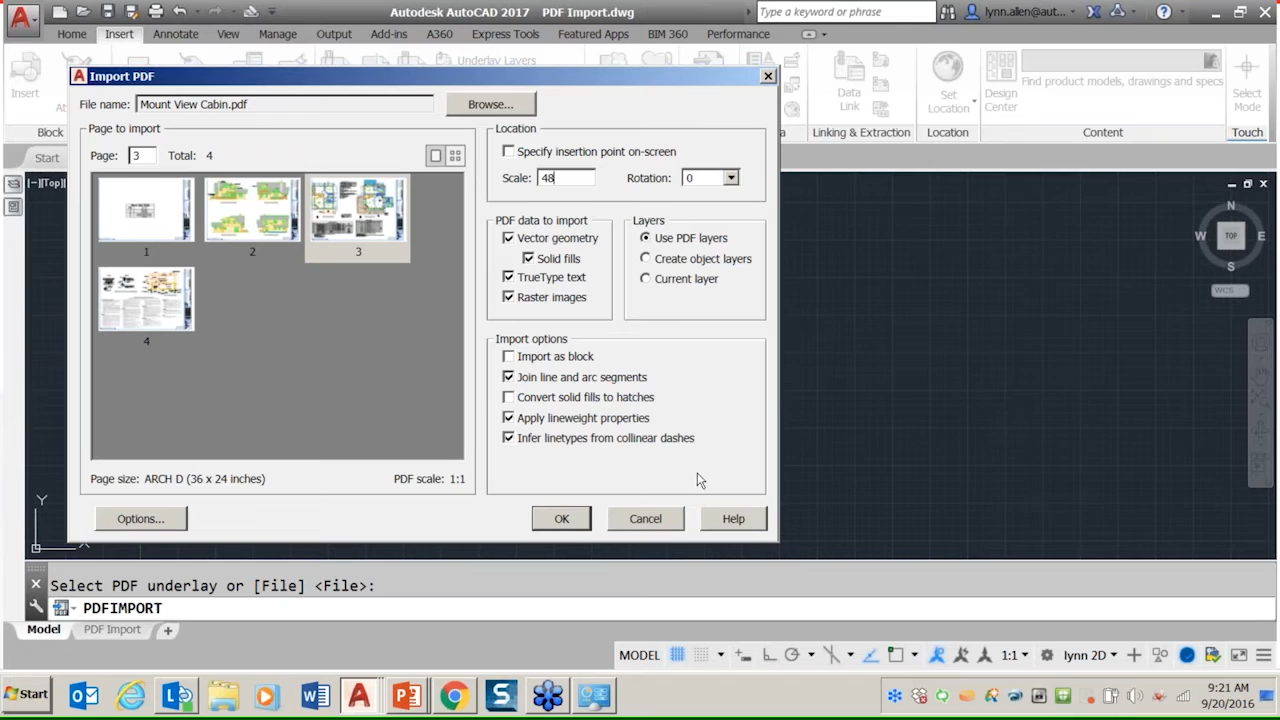 Autodesk AutoCAD 2017 PDF Import.dwg
Type a keyword or phrase
lynn.allen@aut...
Home Insert Annotate View Manage Output Add-ins A360 Express Tools Featured Apps BIM 360 Performance
Underlay Layers
Insert
Block
Data Link
Linking & Extraction
Set Location
Location
Design Center
Find product models, drawings and specs
Content
Select Mode
Touch
Start
[−][Top]
Import PDF
File name: Mount View Cabin.pdf Browse...
Page to import
Page: 3 Total: 4
1 2 3
4
Page size: ARCH D (36 x 24 inches) PDF scale: 1:1
Location
Specify insertion point on-screen
Scale: 48 Rotation: 0
PDF data to import
Vector geometry
Solid fills
TrueType text
Raster images
Layers
Use PDF layers
Create object layers
Current layer
Import options
Import as block
Join line and arc segments
Convert solid fills to hatches
Apply lineweight properties
Infer linetypes from collinear dashes
Options... OK Cancel Help
N
W TOP E
S
WCS
Y
Select PDF underlay or [File] <File>:
PDFIMPORT
Model PDF Import
MODEL 1:1 lynn 2D
Start
9:21 AM
9/20/2016